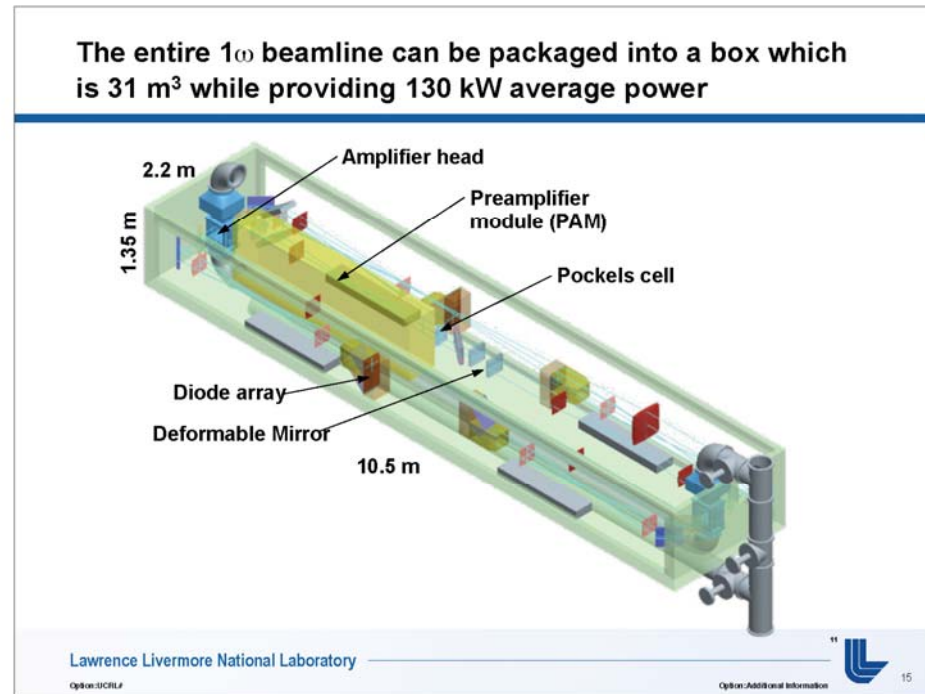 The entire 1ω beamline can be packaged into a box which
is 31 m³ while providing 130 kW average power
Amplifier head
2.2 m
Preamplifier
module (PAM)
1.35 m
Pockels cell
Diode array
Deformable Mirror
10.5 m
Lawrence Livermore National Laboratory
11
15
Option:UCRL#
Option:Additional Information